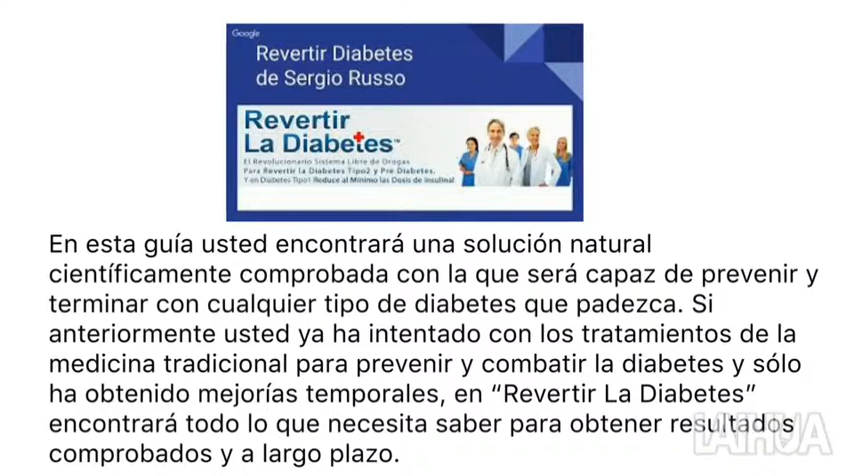 Google
Revertir Diabetes
de Sergio Russo
Revertir
La Diabetes™
El Revolucionario Sistema Libre de Drogas
Para Revertir la Diabetes Tipo2 y Pre Diabetes.
Y en Diabetes Tipo1 Reduce al Mínimo las Dosis de Insulina!
En esta guía usted encontrará una solución natural
científicamente comprobada con la que será capaz de prevenir y
terminar con cualquier tipo de diabetes que padezca. Si
anteriormente usted ya ha intentado con los tratamientos de la
medicina tradicional para prevenir y combatir la diabetes y sólo
ha obtenido mejorías temporales, en “Revertir La Diabetes”
encontrará todo lo que necesita saber para obtener resultados
comprobados y a largo plazo.
LAIHUA